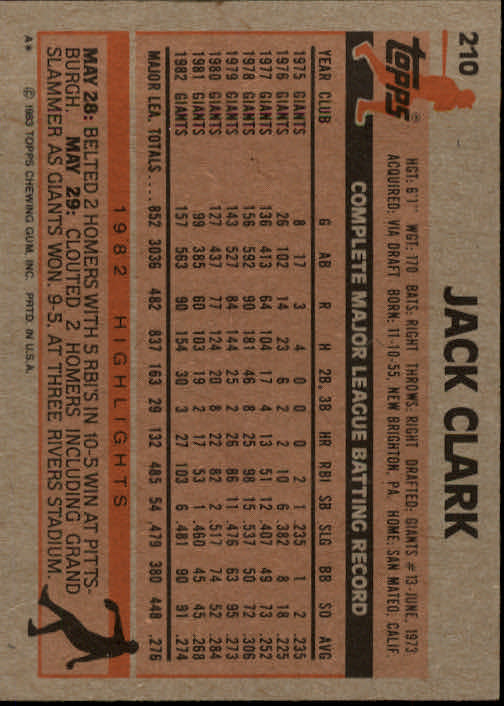 210
JACK CLARK
TOPPS®
HGT: 6'1" WGT: 170 BATS: RIGHT THROWS: RIGHT DRAFTED: GIANTS #13-JUNE, 1973
ACQUIRED: VIA DRAFT BORN: 11-10-55, NEW BRIGHTON, PA. HOME: SAN MATEO, CALIF.
COMPLETE MAJOR LEAGUE BATTING RECORD
YEAR CLUB G AB R H 2B 3B HR RBI SB SLG BB SO AVG
1975 GIANTS 8 17 3 4 0 0 0 2 1 .235 1 2 .235
1976 GIANTS 26 102 14 23 6 2 2 10 6 .382 8 18 .225
1977 GIANTS 136 413 64 104 17 4 13 51 12 .407 49 73 .252
1978 GIANTS 156 592 90 181 46 8 25 98 15 .537 50 72 .306
1979 GIANTS 143 527 84 144 25 2 26 86 11 .476 63 95 .273
1980 GIANTS 127 437 77 124 20 8 22 82 2 .517 74 52 .284
1981 GIANTS 99 385 60 103 19 2 17 53 1 .460 45 45 .268
1982 GIANTS 157 563 90 154 30 3 27 103 6 .481 90 91 .274
MAJOR LEA. TOTALS.... 852 3036 482 837 163 29 132 485 54 .479 380 448 .276
1982 HIGHLIGHTS
MAY 28: BELTED 2 HOMERS WITH 5 RBI'S IN 10-5 WIN AT PITTS-
BURGH. MAY 29: CLOUTED 2 HOMERS INCLUDING GRAND
SLAMMER AS GIANTS WON, 9-5, AT THREE RIVERS STADIUM.
A* © 1983 TOPPS CHEWING GUM, INC. PRTD. IN U.S.A.